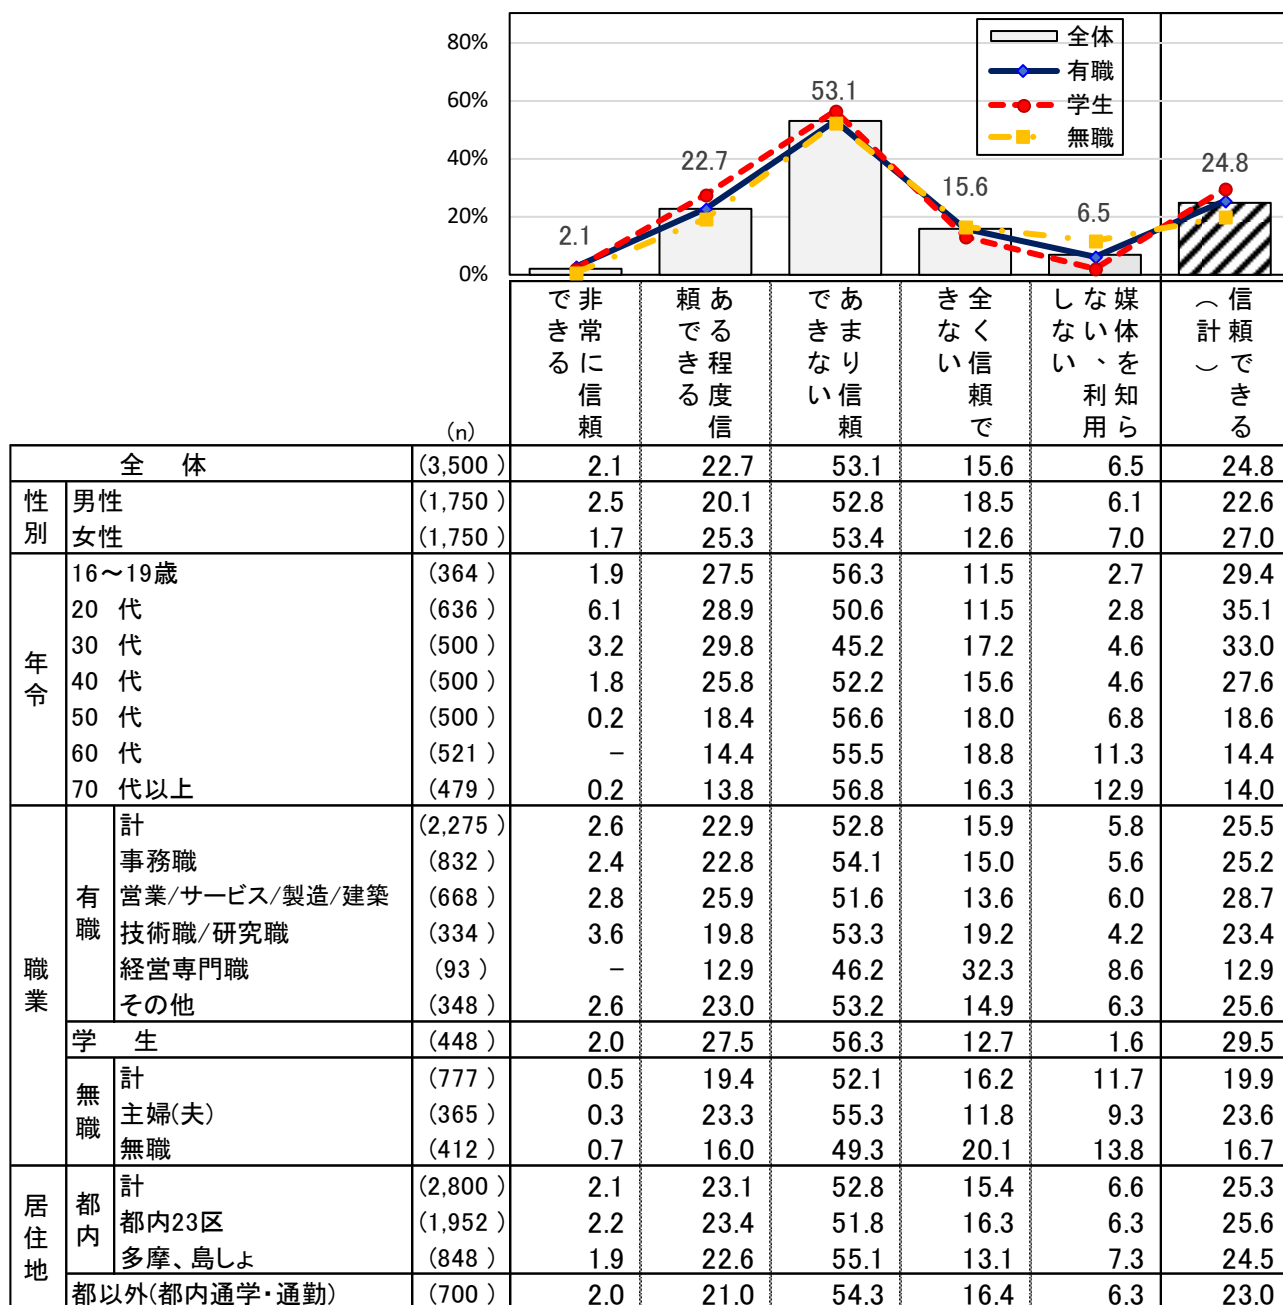 80%
60%
40%
20%
0%
全体
有職
学生
無職
2.1
22.7
53.1
15.6
6.5
24.8
非常に信頼できる
ある程度信頼できる
あまり信頼できない
全く信頼できない
媒体を知らない、利用しない
信頼できる（計）
(n)
全 体 (3,500) 2.1 22.7 53.1 15.6 6.5 24.8
性別
男性 (1,750) 2.5 20.1 52.8 18.5 6.1 22.6
女性 (1,750) 1.7 25.3 53.4 12.6 7.0 27.0
年令
16～19歳 (364) 1.9 27.5 56.3 11.5 2.7 29.4
20 代 (636) 6.1 28.9 50.6 11.5 2.8 35.1
30 代 (500) 3.2 29.8 45.2 17.2 4.6 33.0
40 代 (500) 1.8 25.8 52.2 15.6 4.6 27.6
50 代 (500) 0.2 18.4 56.6 18.0 6.8 18.6
60 代 (521) － 14.4 55.5 18.8 11.3 14.4
70 代以上 (479) 0.2 13.8 56.8 16.3 12.9 14.0
職業
有職
計 (2,275) 2.6 22.9 52.8 15.9 5.8 25.5
事務職 (832) 2.4 22.8 54.1 15.0 5.6 25.2
営業/サービス/製造/建築 (668) 2.8 25.9 51.6 13.6 6.0 28.7
技術職/研究職 (334) 3.6 19.8 53.3 19.2 4.2 23.4
経営専門職 (93) － 12.9 46.2 32.3 8.6 12.9
その他 (348) 2.6 23.0 53.2 14.9 6.3 25.6
学 生 (448) 2.0 27.5 56.3 12.7 1.6 29.5
無職
計 (777) 0.5 19.4 52.1 16.2 11.7 19.9
主婦(夫) (365) 0.3 23.3 55.3 11.8 9.3 23.6
無職 (412) 0.7 16.0 49.3 20.1 13.8 16.7
居住地
都内
計 (2,800) 2.1 23.1 52.8 15.4 6.6 25.3
都内23区 (1,952) 2.2 23.4 51.8 16.3 6.3 25.6
多摩、島しょ (848) 1.9 22.6 55.1 13.1 7.3 24.5
都以外(都内通学・通勤) (700) 2.0 21.0 54.3 16.4 6.3 23.0